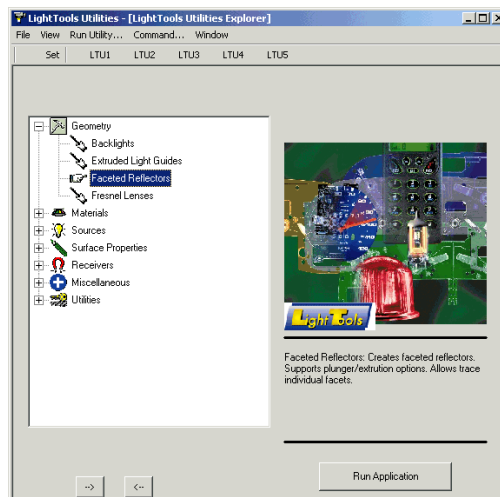 LightTools Utilities - [LightTools Utilities Explorer]
File View Run Utility... Command... Window
Set LTU1 LTU2 LTU3 LTU4 LTU5
Geometry
Backlights
Extruded Light Guides
Faceted Reflectors
Fresnel Lenses
Materials
Sources
Surface Properties
Receivers
Miscellaneous
Utilities
LightTools
Faceted Reflectors: Creates faceted reflectors.
Supports plunger/extrution options. Allows trace
individual facets.
--> <--
Run Application